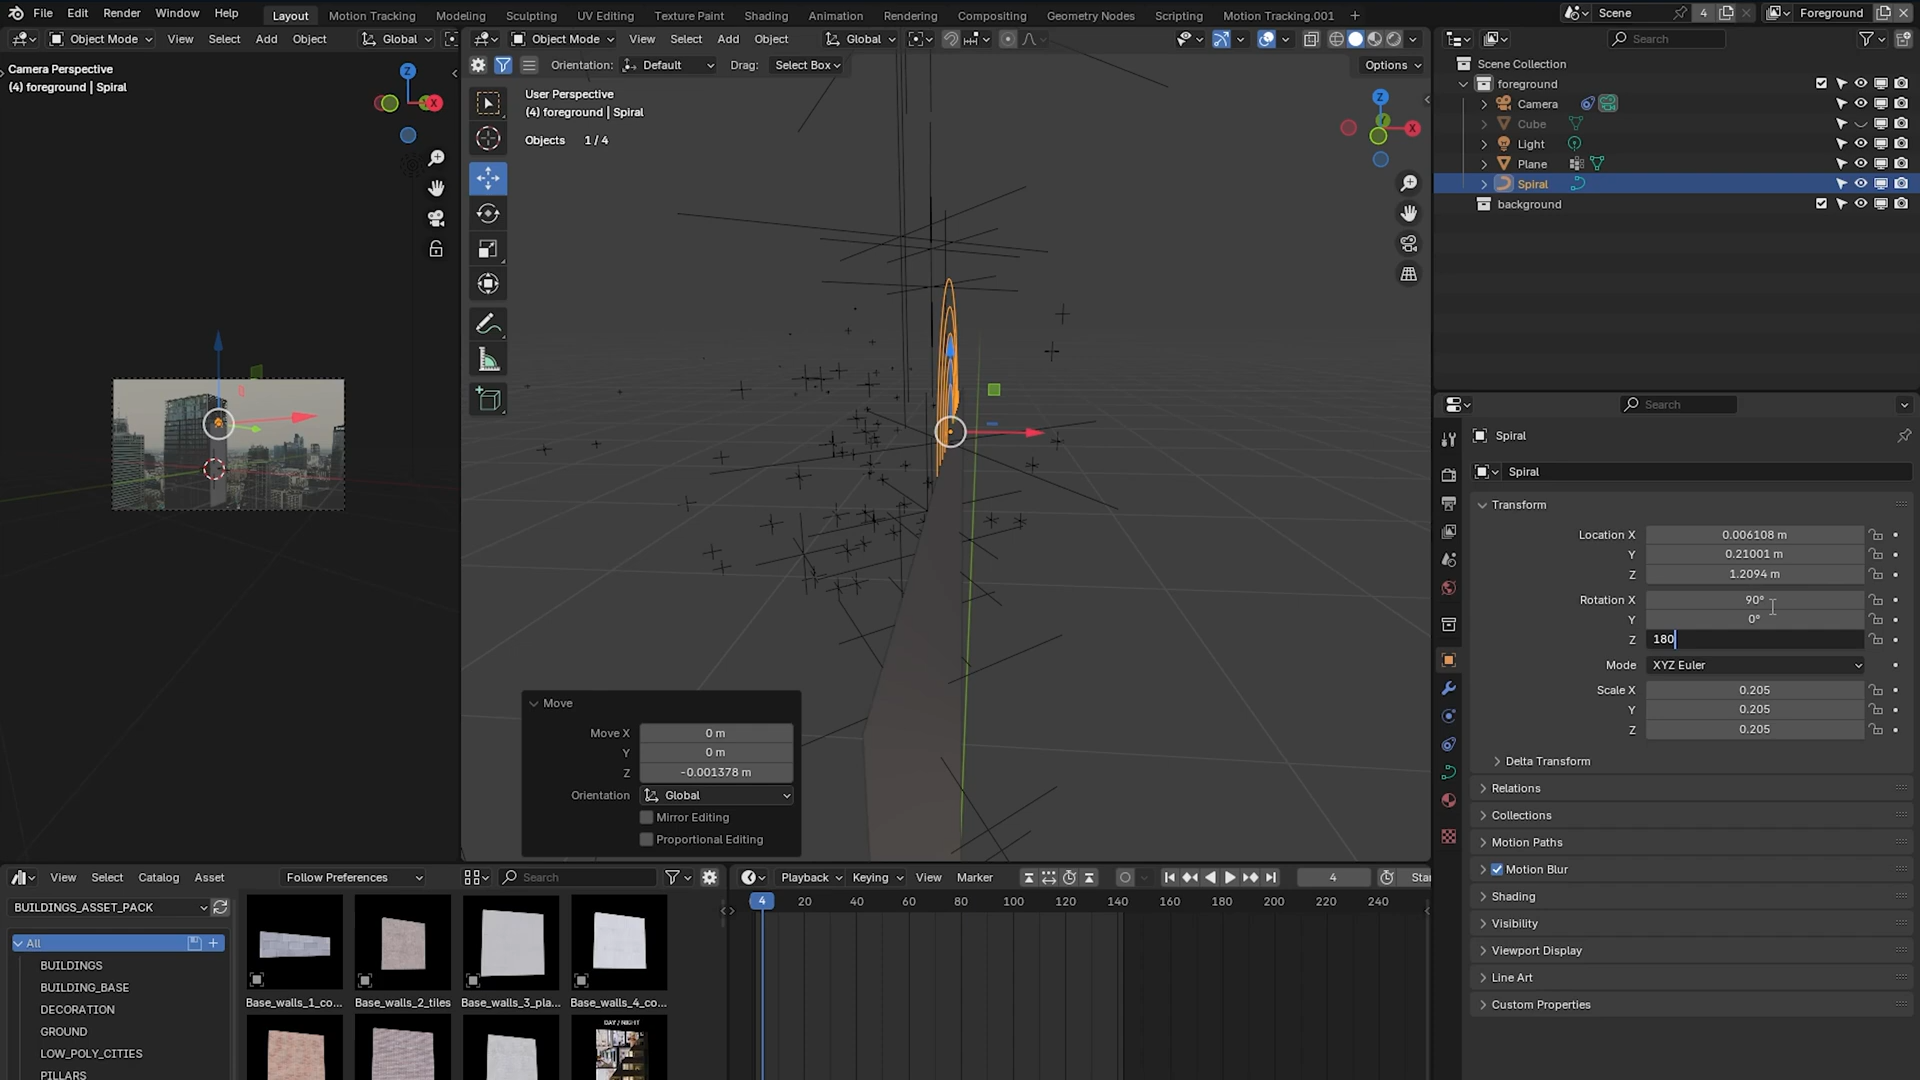 File Edit Render Window Help Layout Motion Tracking Modeling Sculpting UV Editing Texture Paint Shading Animation Rendering Compositing Geometry Nodes Scripting Motion Tracking.001 + Scene 4 Foreground
Object Mode View Select Add Object Global
Object Mode View Select Add Object Global
Search
Orientation: Default Drag: Select Box Options
Camera Perspective
(4) foreground | Spiral
User Perspective
(4) foreground | Spiral
Objects 1 / 4
Z
X
Z
Y
X
Scene Collection
foreground
Camera
Cube
Light
Plane
Spiral
background
Search
Spiral
Spiral
Transform
Location X 0.006108 m
Y 0.21001 m
Z 1.2094 m
Rotation X 90°
Y 0°
Z 180
Mode XYZ Euler
Scale X 0.205
Y 0.205
Z 0.205
Delta Transform
Relations
Collections
Motion Paths
Motion Blur
Shading
Visibility
Viewport Display
Line Art
Custom Properties
Move
Move X 0 m
Y 0 m
Z -0.001378 m
Orientation Global
Mirror Editing
Proportional Editing
View Select Catalog Asset Follow Preferences Search
BUILDINGS_ASSET_PACK
All
BUILDINGS
BUILDING_BASE
DECORATION
GROUND
LOW_POLY_CITIES
PILLARS
Base_walls_1_co... Base_walls_2_tiles Base_walls_3_pla... Base_walls_4_co...
DAY / NIGHT
Playback Keying View Marker 4 Star
4 20 40 60 80 100 120 140 160 180 200 220 240